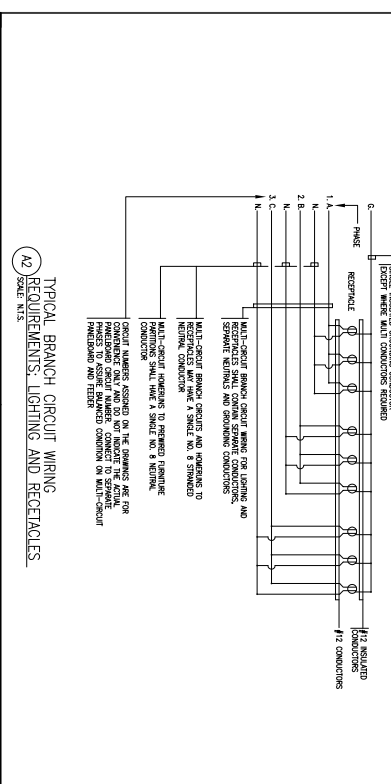 EXCEPT WHERE MULTI CONDUCTORS REQUIRED
G.
PHASE
RECEPTACLE
1. A.
N.
2. B.
N.
3. C.
N.
#12 INSULATED
CONDUCTORS
#12 CONDUCTORS
MULTI-CIRCUIT BRANCH CIRCUIT WIRING FOR LIGHTING AND
RECEPTACLES SHALL CONTAIN SEPARATE CONDUCTORS,
SEPARATE NEUTRALS AND GROUNDING CONDUCTORS
MULTI-CIRCUIT BRANCH CIRCUITS AND HOMERUNS TO
RECEPTACLES MAY HAVE A SINGLE NO. 8 STRANDED
NEUTRAL CONDUCTOR
MULTI-CIRCUIT HOMERUNS TO PREWIRED FURNITURE
PARTITIONS SHALL HAVE A SINGLE NO. 8 NEUTRAL
CONDUCTOR
CIRCUIT NUMBERS ASSIGNED ON THE DRAWINGS ARE FOR
CONVENIENCE ONLY AND DO NOT INDICATE THE ACTUAL
PANELBOARD CIRCUIT NUMBER. CONNECT TO SEPARATE
PHASES TO ASSURE BALANCED CONDITION ON MULTI-CIRCUIT
PANELBOARD AND FEEDER
TYPICAL BRANCH CIRCUIT WIRING
A2 REQUIREMENTS; LIGHTING AND RECETACLES
SCALE: N.T.S.